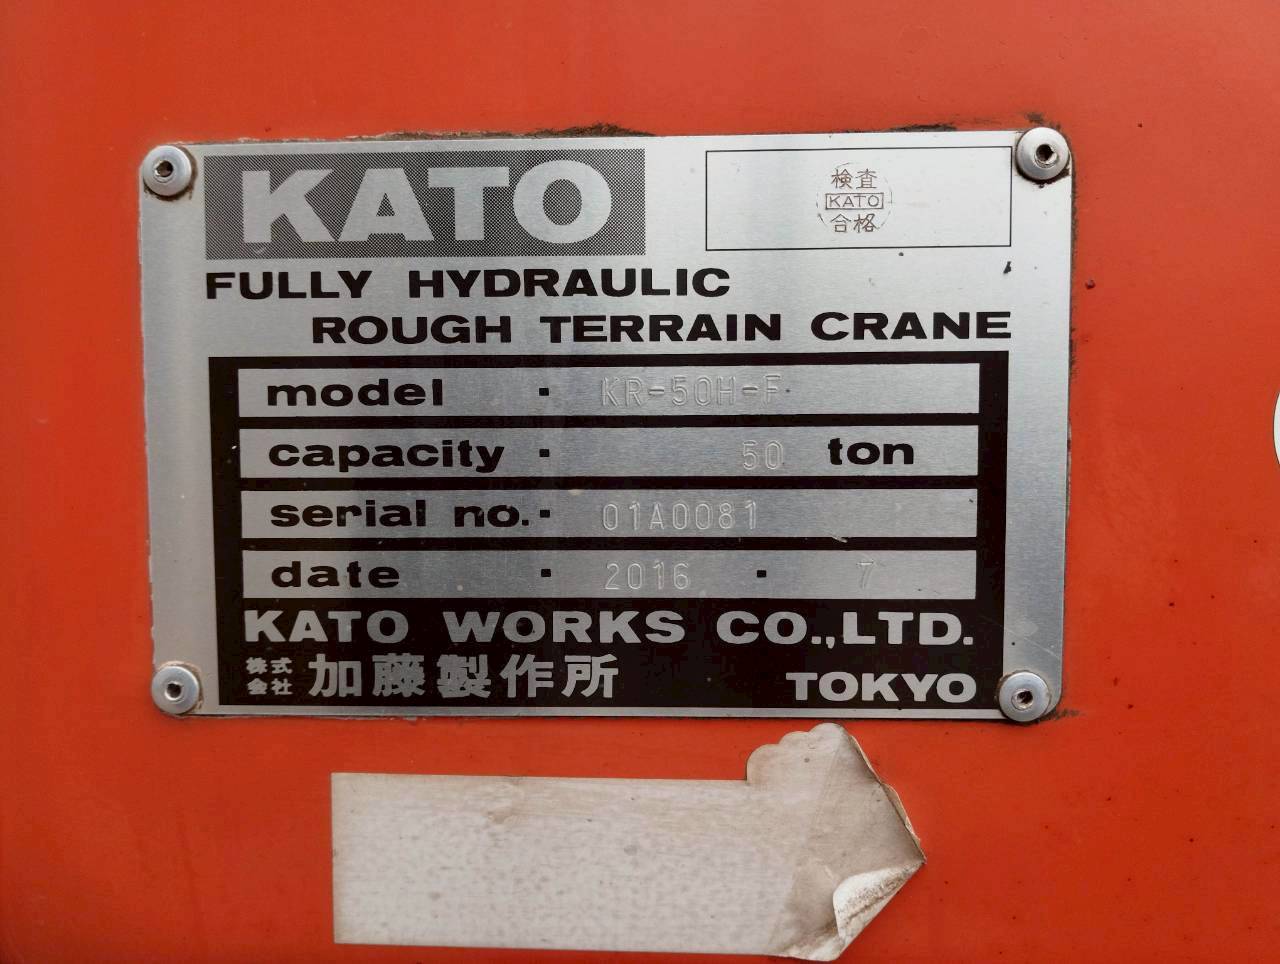 KATO
検査
KATO
合格
FULLY HYDRAULIC
ROUGH TERRAIN CRANE
model · KR-50H-F
capacity · 50 ton
serial no. · 01A0081
date · 2016 · 7
KATO WORKS CO.,LTD.
株式会社 加藤製作所 TOKYO